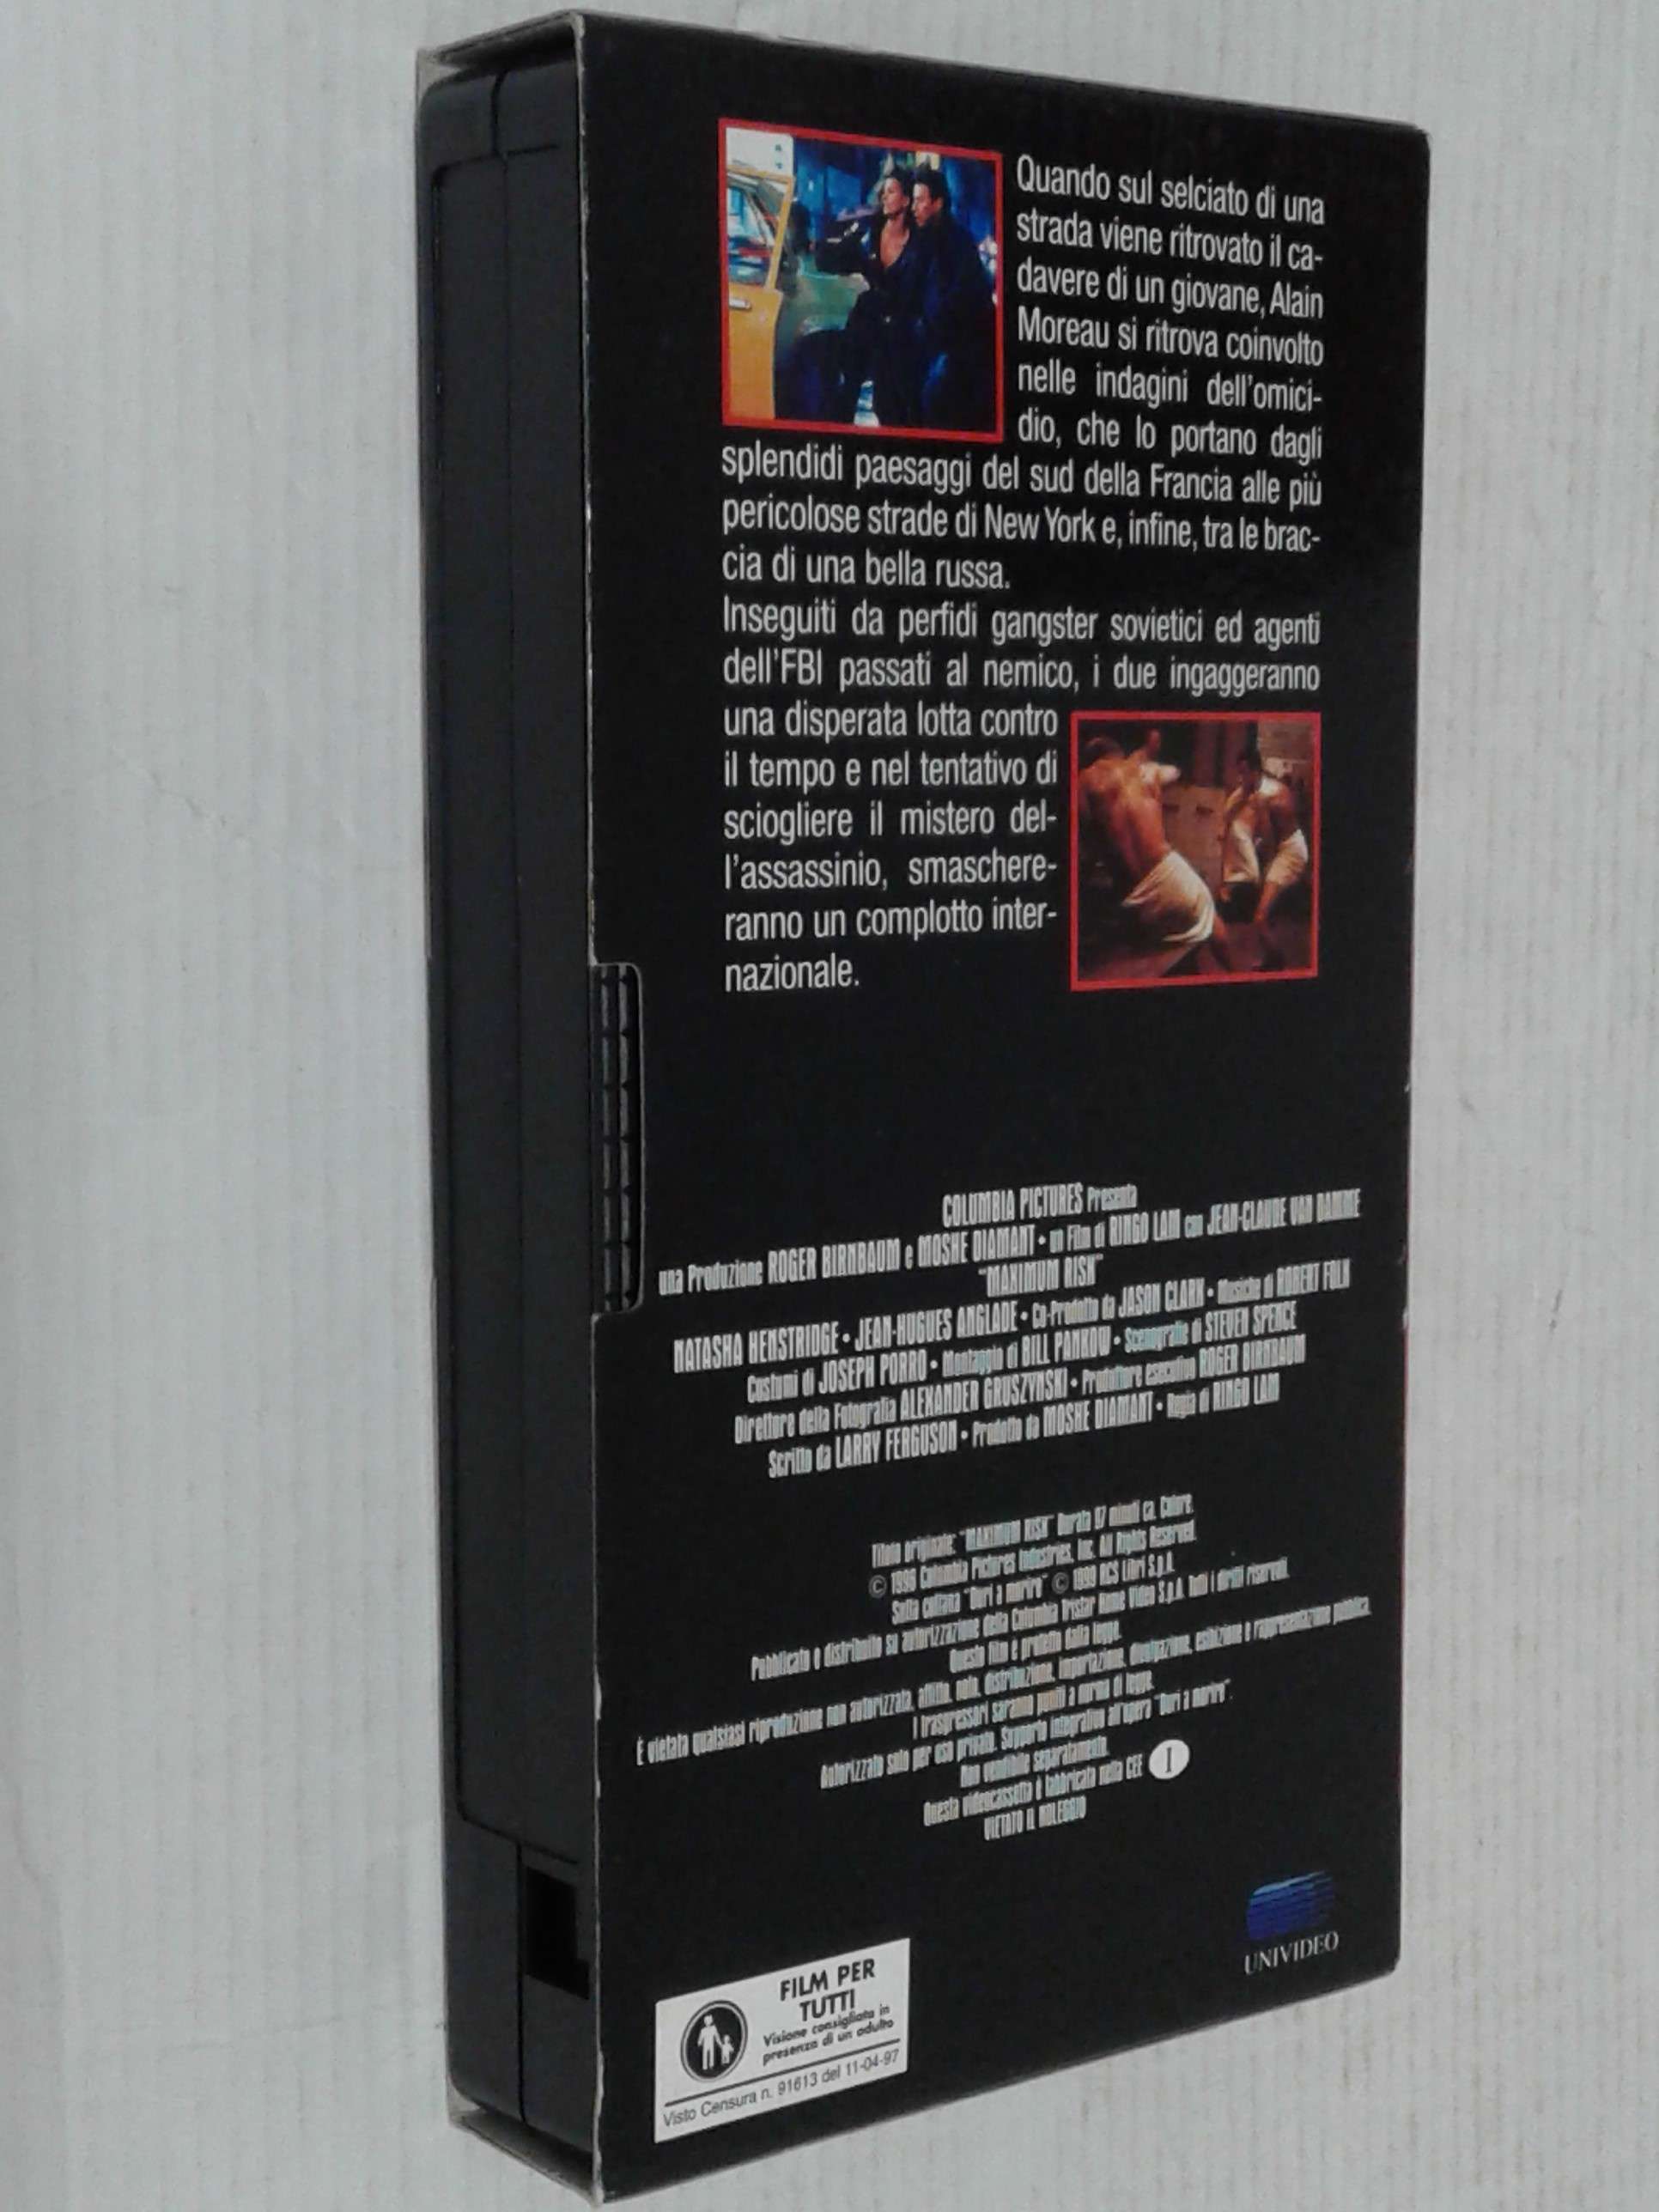 Quando sul selciato di una
strada viene ritrovato il ca-
davere di un giovane, Alain
Moreau si ritrova coinvolto
nelle indagini dell'omici-
dio, che lo portano dagli
splendidi paesaggi del sud della Francia alle più
pericolose strade di New York e, infine, tra le brac-
cia di una bella russa.
Inseguiti da perfidi gangster sovietici ed agenti
dell'FBI passati al nemico, i due ingaggeranno
una disperata lotta contro
il tempo e nel tentativo di
sciogliere il mistero del-
l'assassinio, smaschere-
ranno un complotto inter-
nazionale.
COLUMBIA PICTURES Presenta
una Produzione ROGER BIRNBAUM e MOSHE DIAMANT • un Film di RINGO LAM con JEAN-CLAUDE VAN DAMME
"MAXIMUM RISK"
NATASHA HENSTRIDGE • JEAN-HUGUES ANGLADE • Co-Prodotto da JASON CLARK • Musiche di ROBERT FOLK
Costumi di JOSEPH PORRO • Montaggio di BILL PANKOW • Scenografie di STEVEN SPENCE
Direttore della Fotografia ALEXANDER GRUSZYNSKI • Produttore esecutivo ROGER BIRNBAUM
Scritto da LARRY FERGUSON • Prodotto da MOSHE DIAMANT • Regia di RINGO LAM
Titolo originale: "MAXIMUM RISK" Durata 97 minuti ca. Colore.
© 1996 Columbia Pictures Industries, Inc. All Rights Reserved.
Sulla collana "Duri a morire" © 1999 RCS Libri S.p.A.
Pubblicato e distribuito su autorizzazione della Columbia Tristar Home Video S.p.A. Tutti i diritti riservati.
Questo film è protetto dalla legge.
È vietata qualsiasi riproduzione non autorizzata, affitto, nolo, distribuzione, importazione, divulgazione, esibizione e rappresentazione pubblica.
I trasgressori saranno puniti a norma di legge.
Autorizzato solo per uso privato. Supporto integrativo all'opera "Duri a morire".
Non vendibile separatamente.
Questa videocassetta è fabbricata nella CEE I
VIETATO IL NOLEGGIO
UNIVIDEO
FILM PER
TUTTI
Visione consigliata in
presenza di un adulto
Visto Censura n. 91613 del 11-04-97